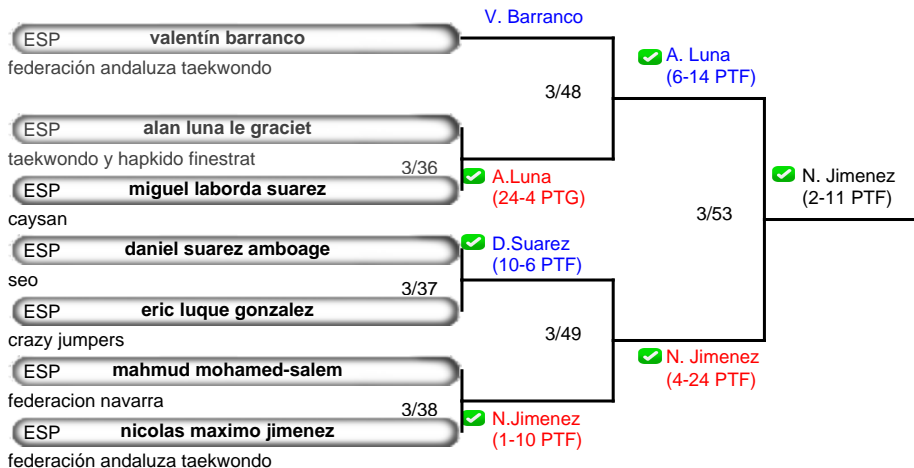 V. Barranco
ESP valentín barranco
federación andaluza taekwondo
A. Luna
(6-14 PTF)
3/48
ESP alan luna le graciet
taekwondo y hapkido finestrat
3/36
A.Luna
(24-4 PTG)
ESP miguel laborda suarez
caysan
N. Jimenez
(2-11 PTF)
3/53
ESP daniel suarez amboage
seo
D.Suarez
(10-6 PTF)
3/37
ESP eric luque gonzalez
crazy jumpers
3/49
ESP mahmud mohamed-salem
federacion navarra
N. Jimenez
(4-24 PTF)
3/38
ESP nicolas maximo jimenez
federación andaluza taekwondo
N.Jimenez
(1-10 PTF)